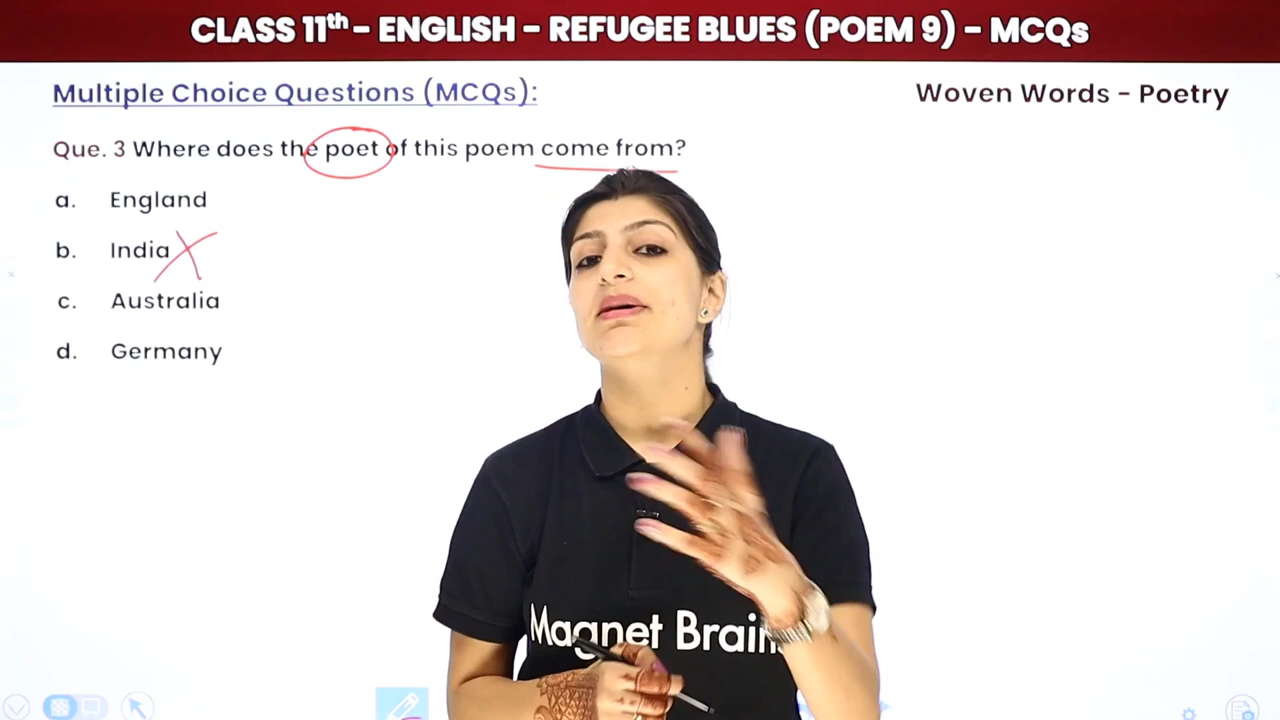 CLASS 11th - ENGLISH - REFUGEE BLUES (POEM 9) - MCQs
Multiple Choice Questions (MCQs):
Woven Words - Poetry
Que. 3 Where does the poet of this poem come from?
a. England
b. India
c. Australia
d. Germany
Magnet Brains